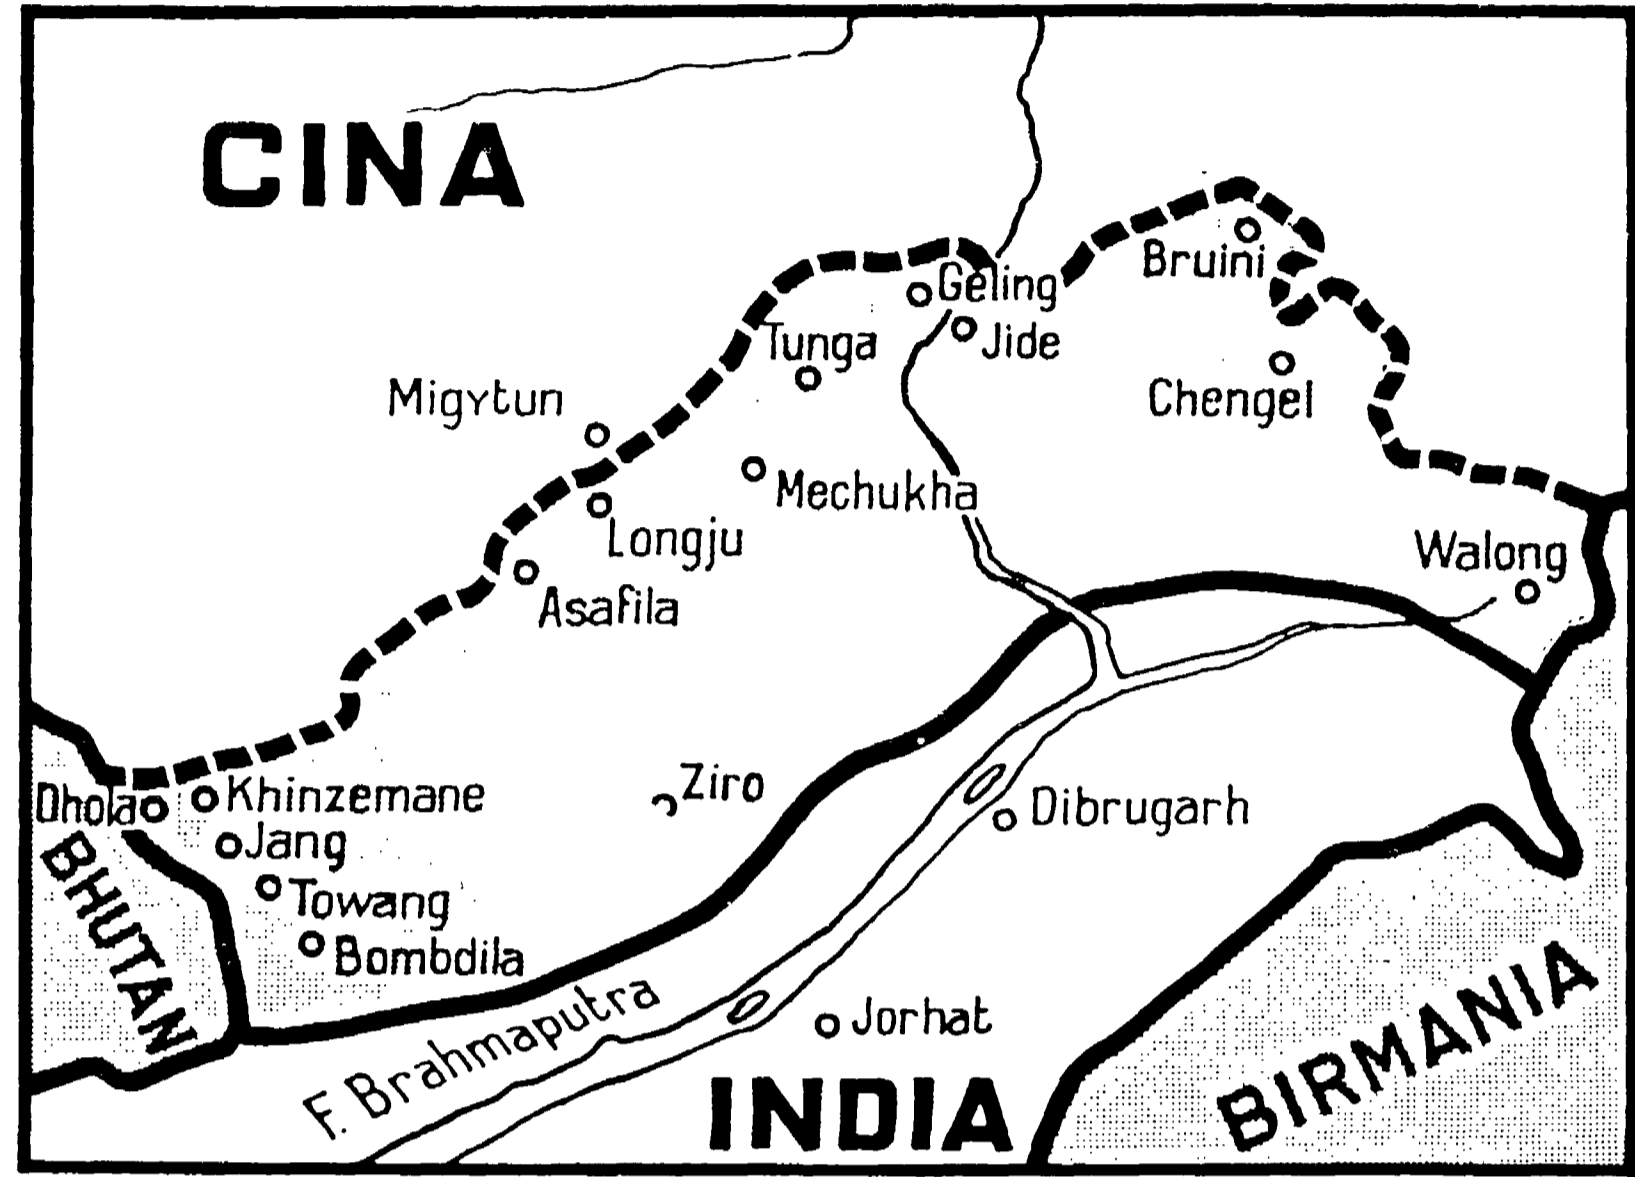 CINA
Bruini
Geling
Tunga
Jide
Migytun
Chengel
Mechukha
Longju
Walong
Asafila
Ziro
Dhola
Khinzemane
Dibrugarh
Jang
BHUTAN
Towang
Bombdila
F. Brahmaputra
Jorhat
BIRMANIA
INDIA